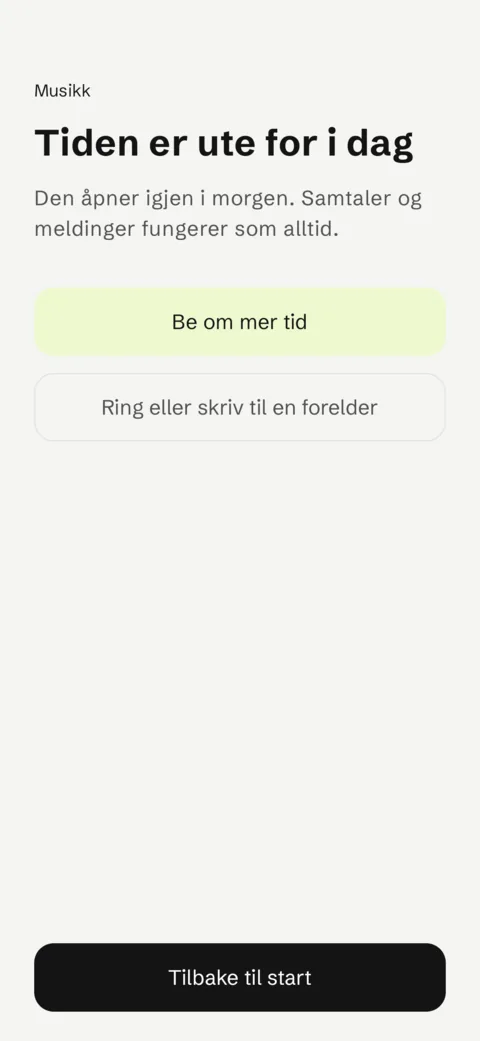 Musikk
Tiden er ute for i dag
Den åpner igjen i morgen. Samtaler og
meldinger fungerer som alltid.
Be om mer tid
Ring eller skriv til en forelder
Tilbake til start